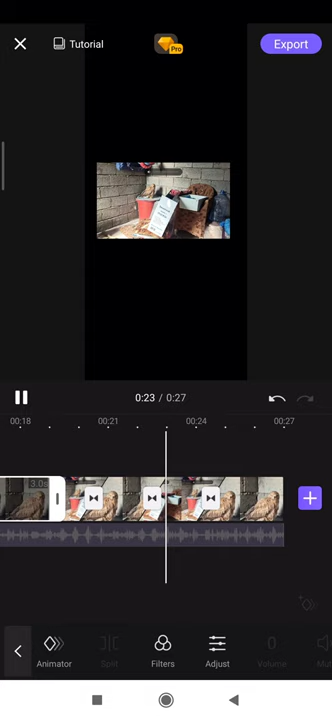 Tutorial
Pro
Export
0:23 / 0:27
00:18
00:21
00:24
00:27
3.0s
Animator
Split
Filters
Adjust
0
Volume